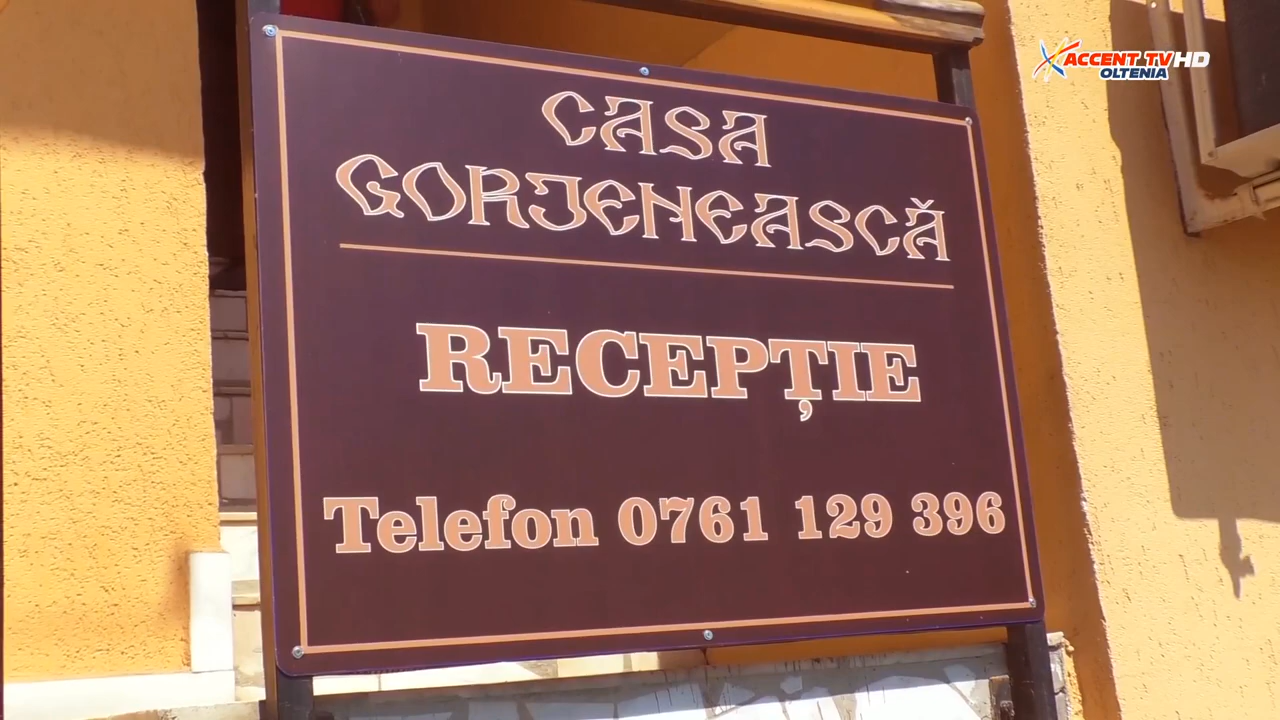 ACCENT TV HD
OLTENIA
CASA
GORJENEASCĂ
RECEPȚIE
Telefon 0761 129 396